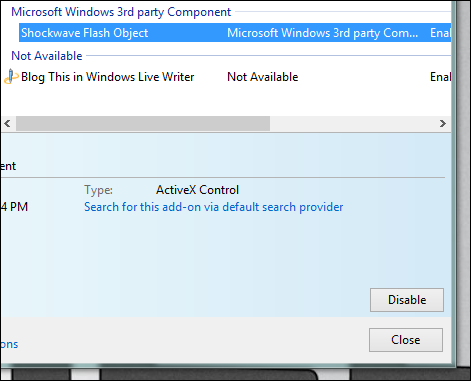 Microsoft Windows 3rd party Component
Shockwave Flash Object Microsoft Windows 3rd party Com... Enal
Not Available
Blog This in Windows Live Writer Not Available Enal
ent
Type: ActiveX Control
4 PM Search for this add-on via default search provider
Disable
ons Close